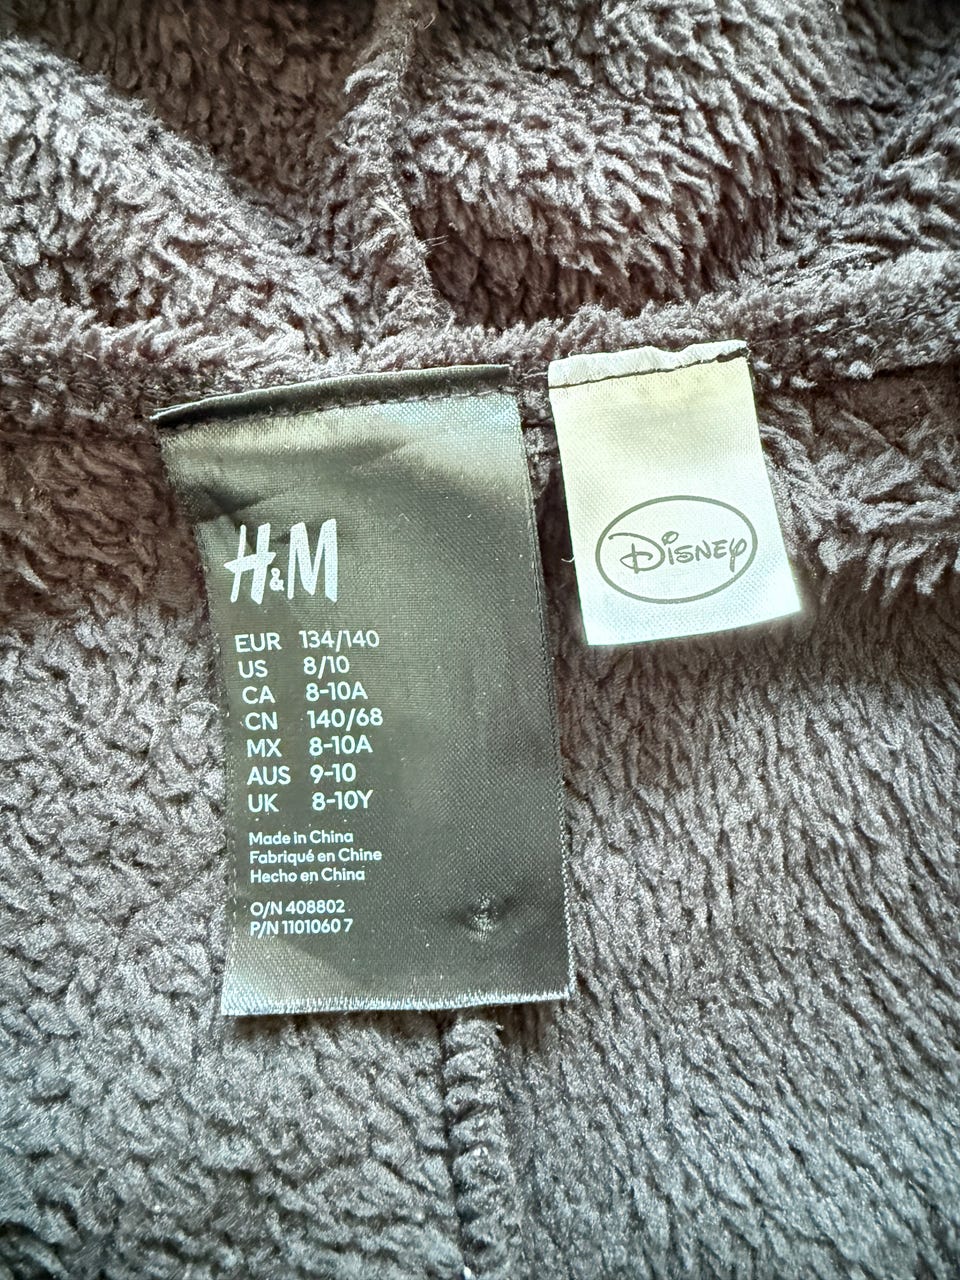 H&M
EUR 134/140
US 8/10
CA 8-10A
CN 140/68
MX 8-10A
AUS 9-10
UK 8-10Y
Made in China
Fabriqué en Chine
Hecho en China
O/N 408802
P/N 1101060 7
Disney